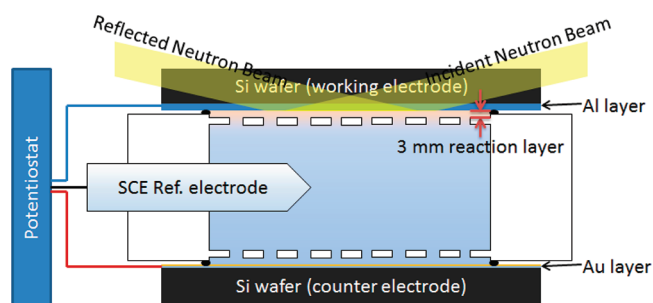 Reflected Neutron Beam
Incident Neutron Beam
Si wafer (working electrode)
Al layer
3 mm reaction layer
SCE Ref. electrode
Potentiostat
Au layer
Si wafer (counter electrode)